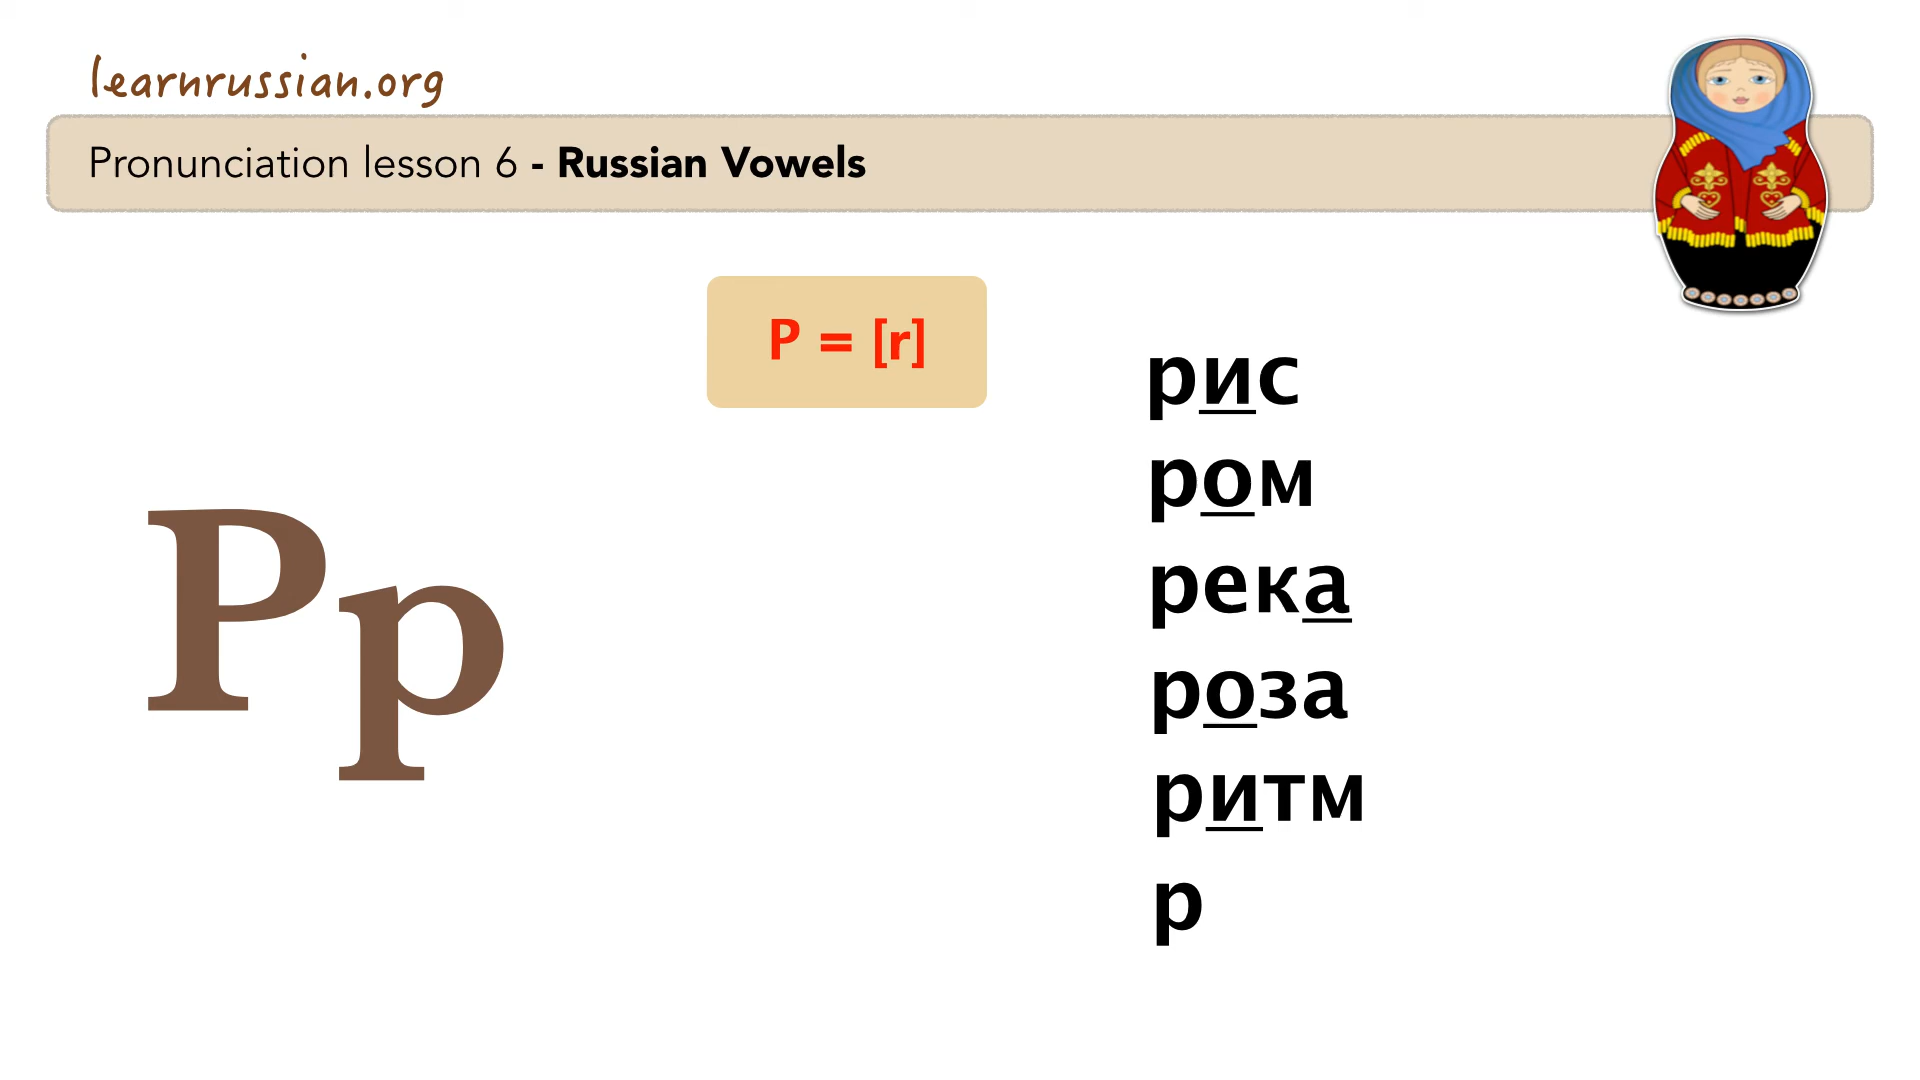 learnrussian.org
Pronunciation lesson 6 - Russian Vowels
Р = [r]
Рр
рис
ром
река
роза
ритм
р